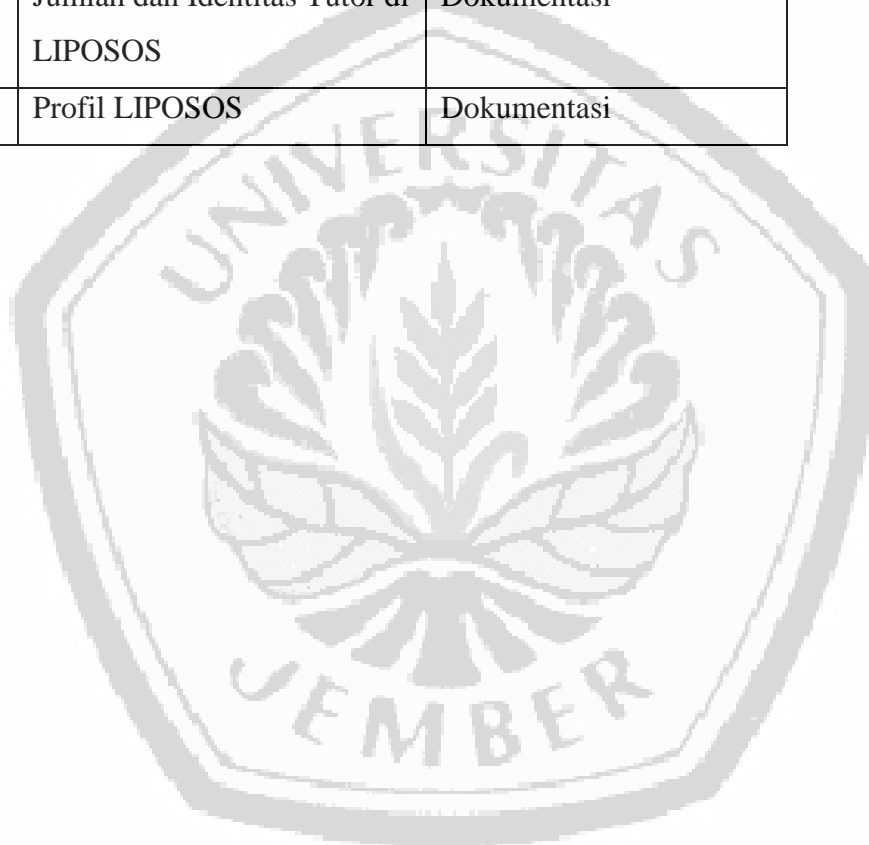 Jumlah dan Identitas Tutor di Dokumentasi
LIPOSOS
Profil LIPOSOS Dokumentasi
UNIVERSITAS
JEMBER